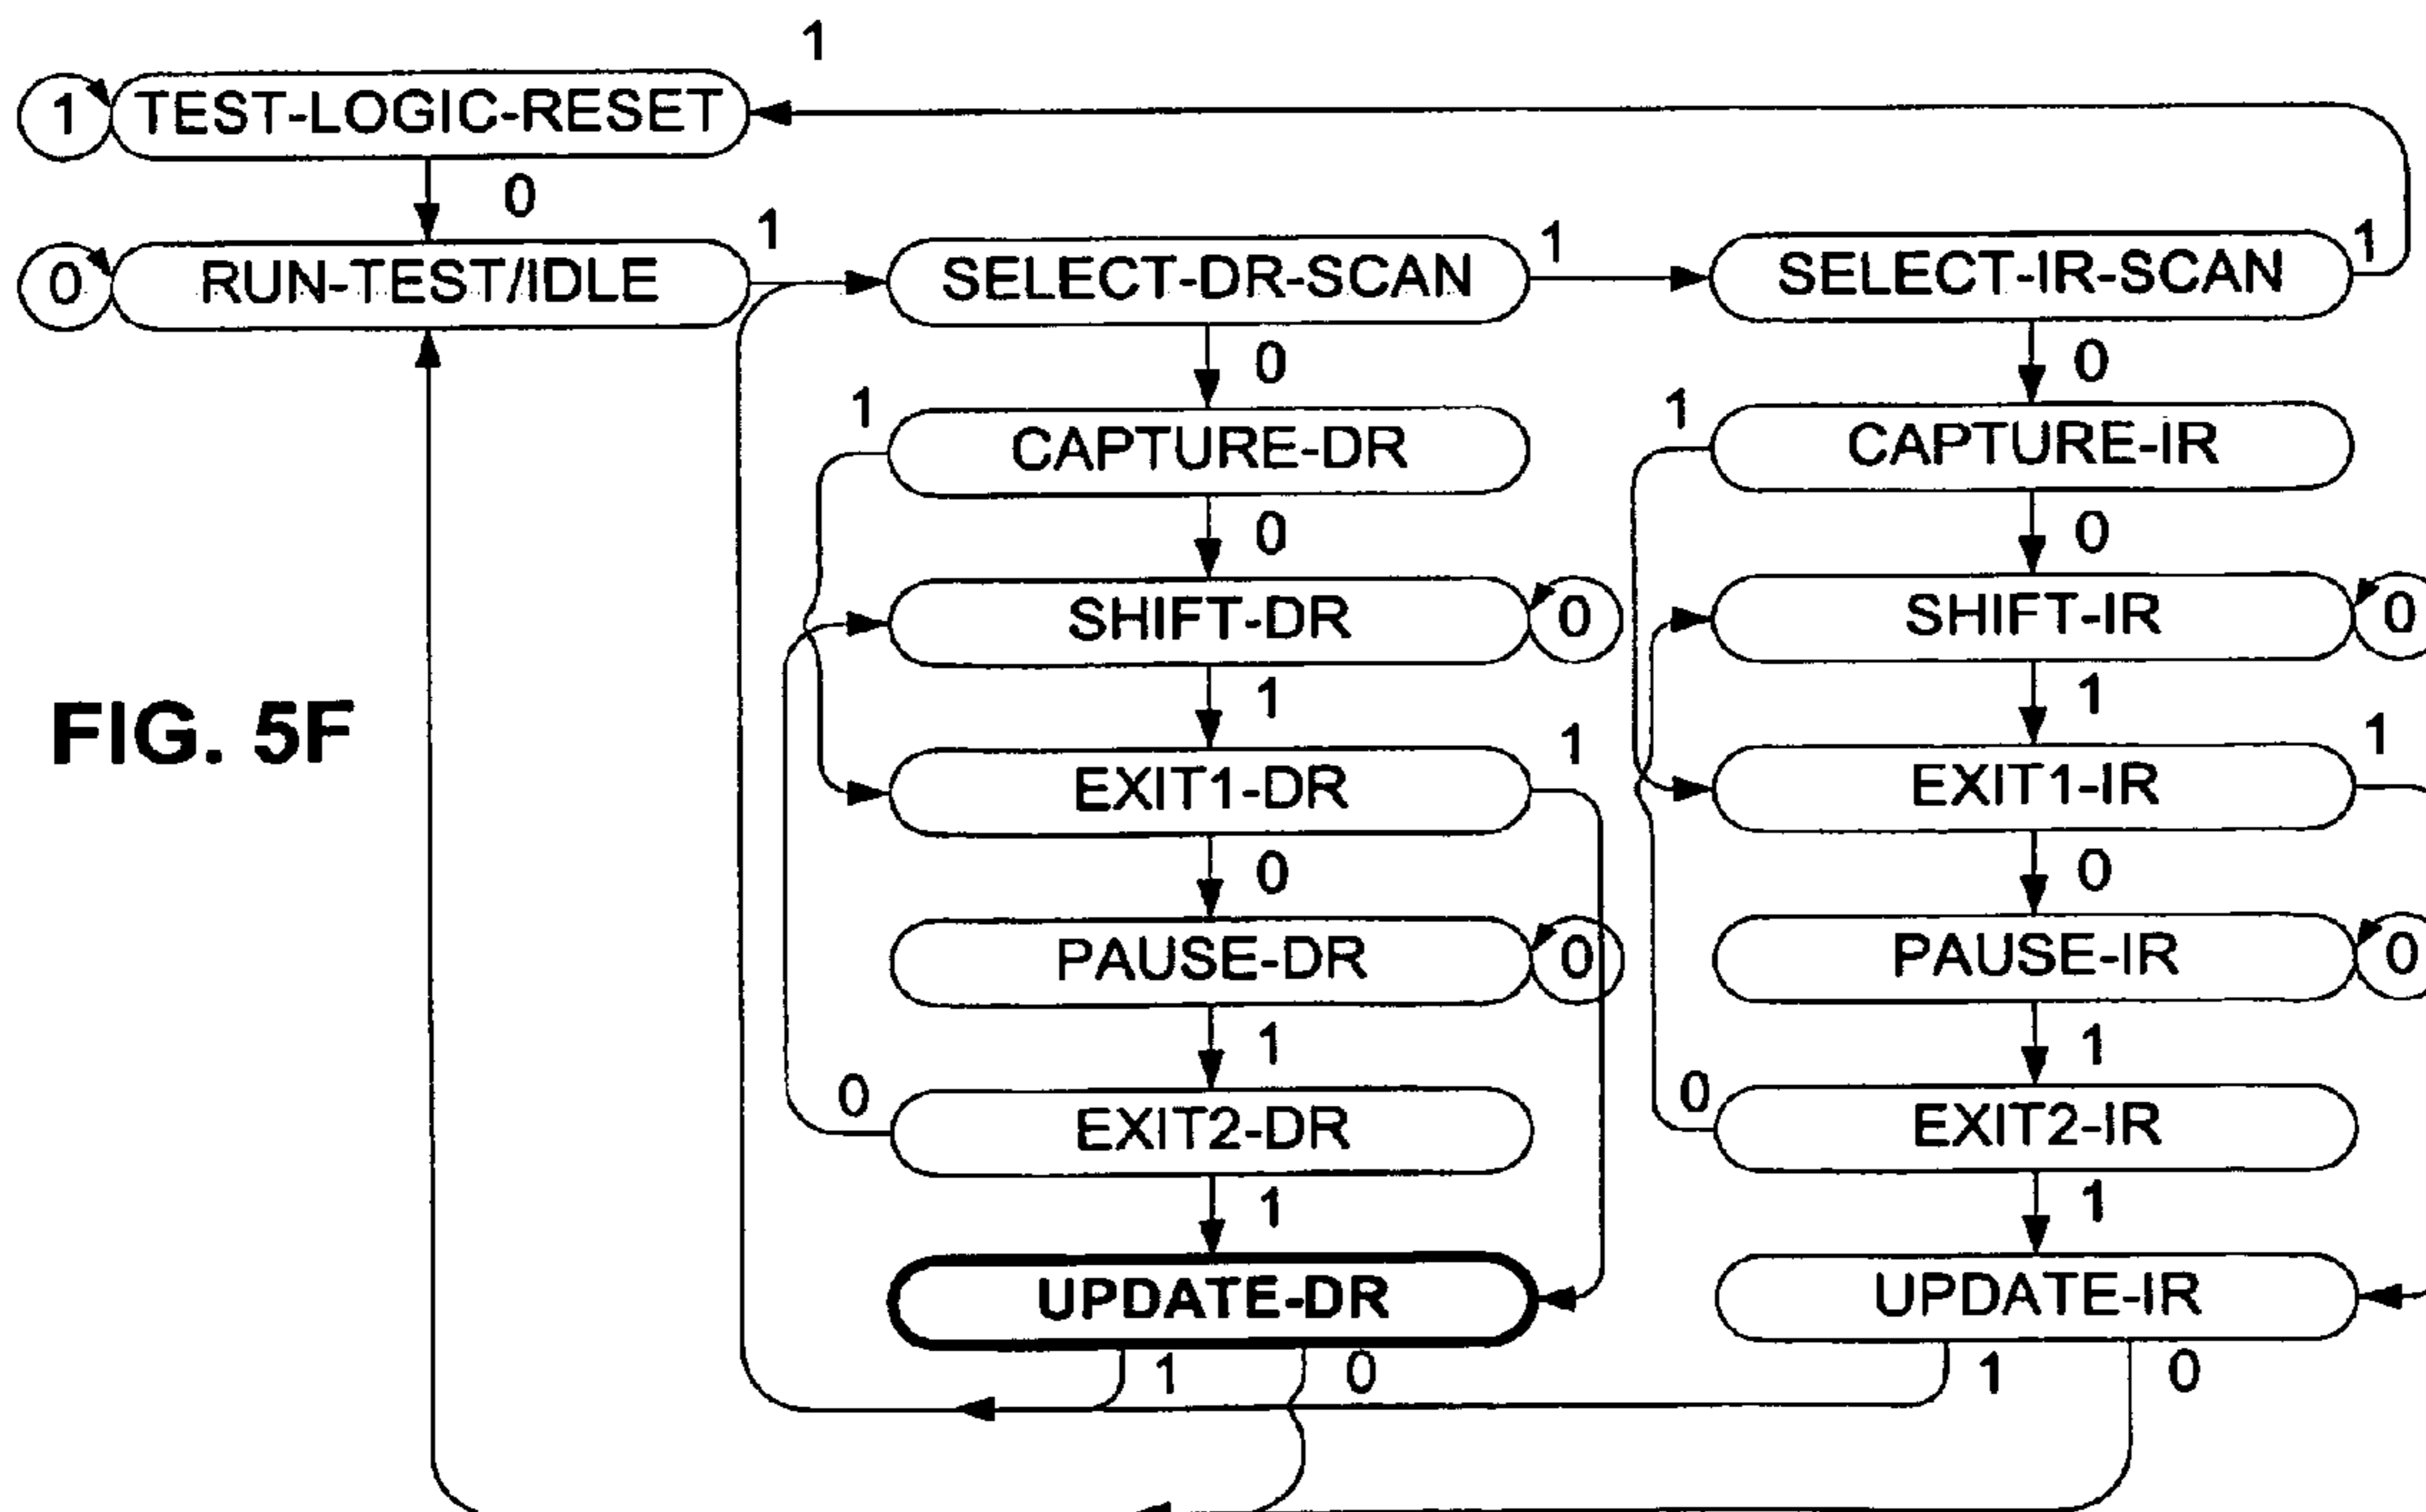 1
1 TEST-LOGIC-RESET
0
0 RUN-TEST/IDLE 1 SELECT-DR-SCAN 1 SELECT-IR-SCAN 1
0 0
1 CAPTURE-DR 1 CAPTURE-IR
0 0
SHIFT-DR 0 SHIFT-IR 0
1 1
FIG. 5F
EXIT1-DR 1 EXIT1-IR 1
0 0
PAUSE-DR 0 PAUSE-IR 0
1 1
0 EXIT2-DR 0 EXIT2-IR
1 1
UPDATE-DR UPDATE-IR
1 0 1 0